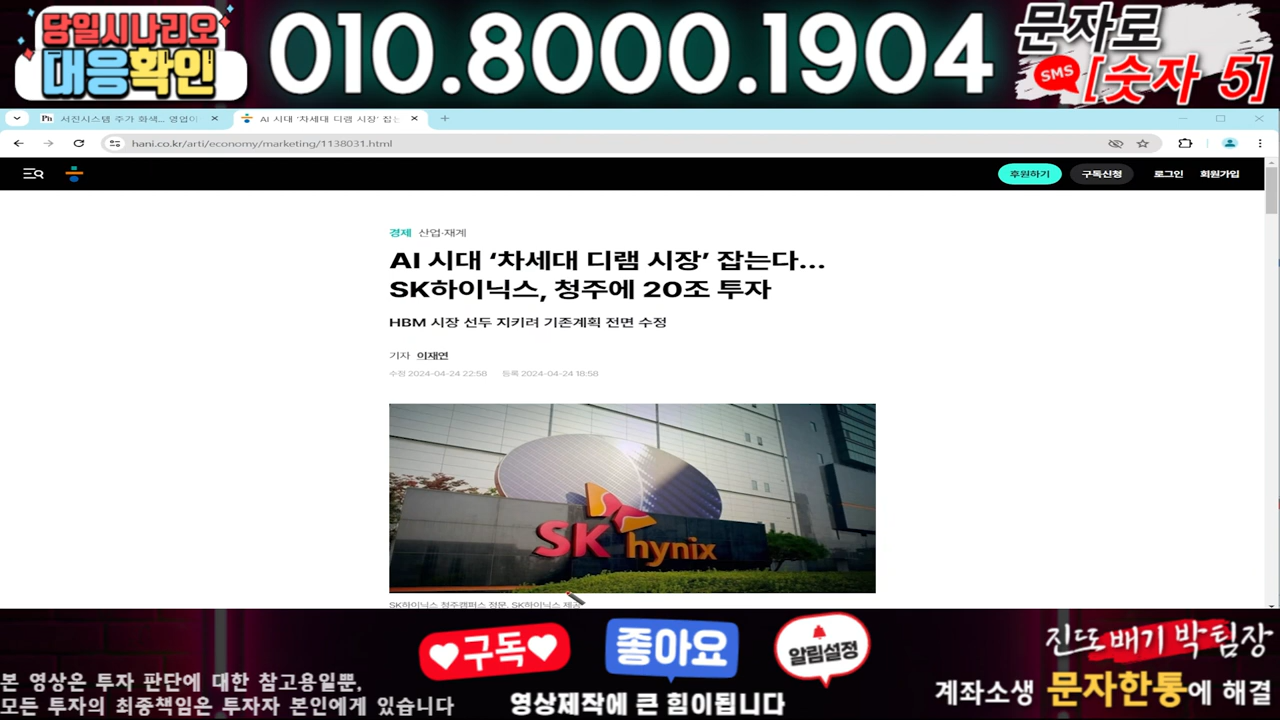 당일시나리오
대응확인
010.8000.1904
문자로
SMS [숫자 5]
서진시스템 주가 화색... 영업이
AI 시대 ‘차세대 디램 시장’ 잡는
hani.co.kr/arti/economy/marketing/1138031.html
후원하기 구독신청 로그인 회원가입
경제 산업·재계
AI 시대 ‘차세대 디램 시장’ 잡는다…
SK하이닉스, 청주에 20조 투자
HBM 시장 선두 지키려 기존계획 전면 수정
기자 이재연
수정 2024-04-24 22:58 등록 2024-04-24 18:58
SK hynix
SK하이닉스 청주캠퍼스 정문. SK하이닉스 제공
구독
좋아요
알림설정
영상제작에 큰 힘이됩니다
본 영상은 투자 판단에 대한 참고용일뿐,
모든 투자의 최종책임은 투자자 본인에게 있습니다
진또배기 박팀장
계좌소생 문자한통에 해결